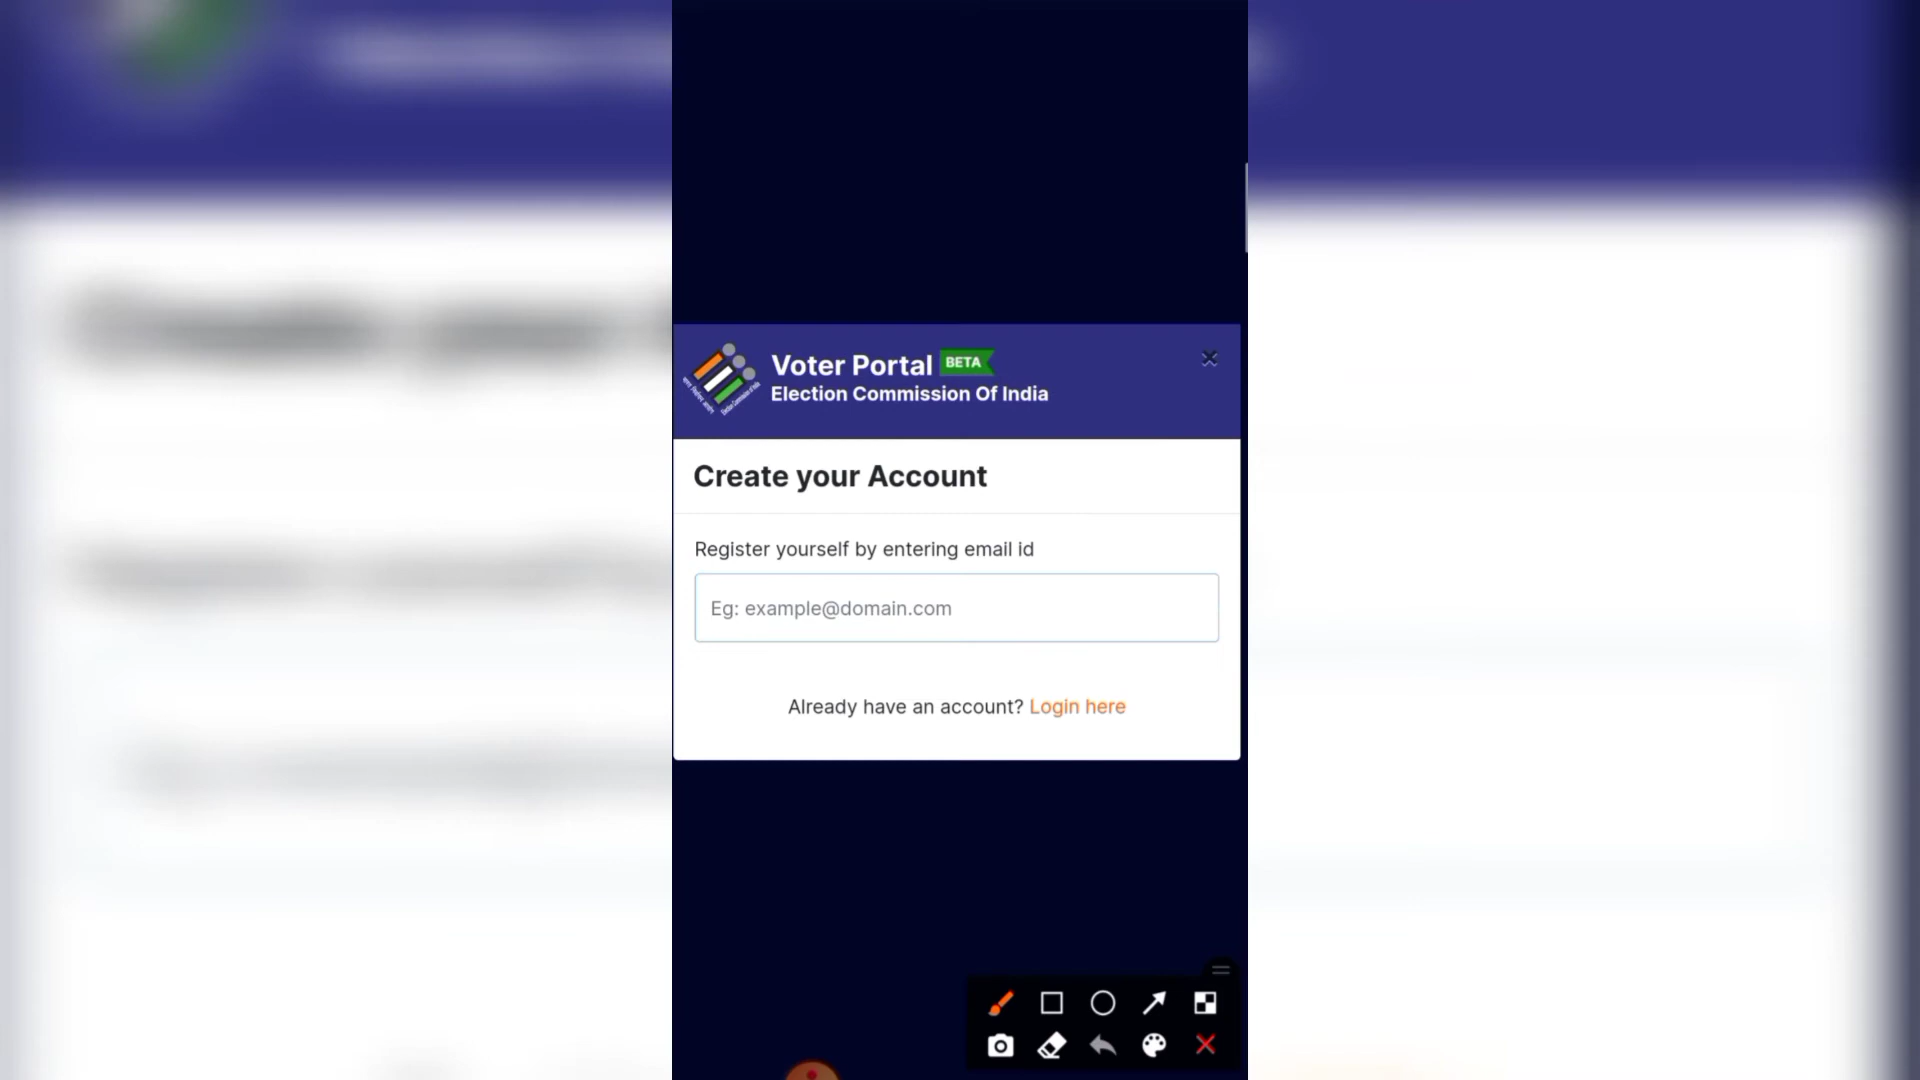 Voter Portal BETA
Election Commission Of India
Create your Account
Register yourself by entering email id
Eg: example@domain.com
Already have an account? Login here